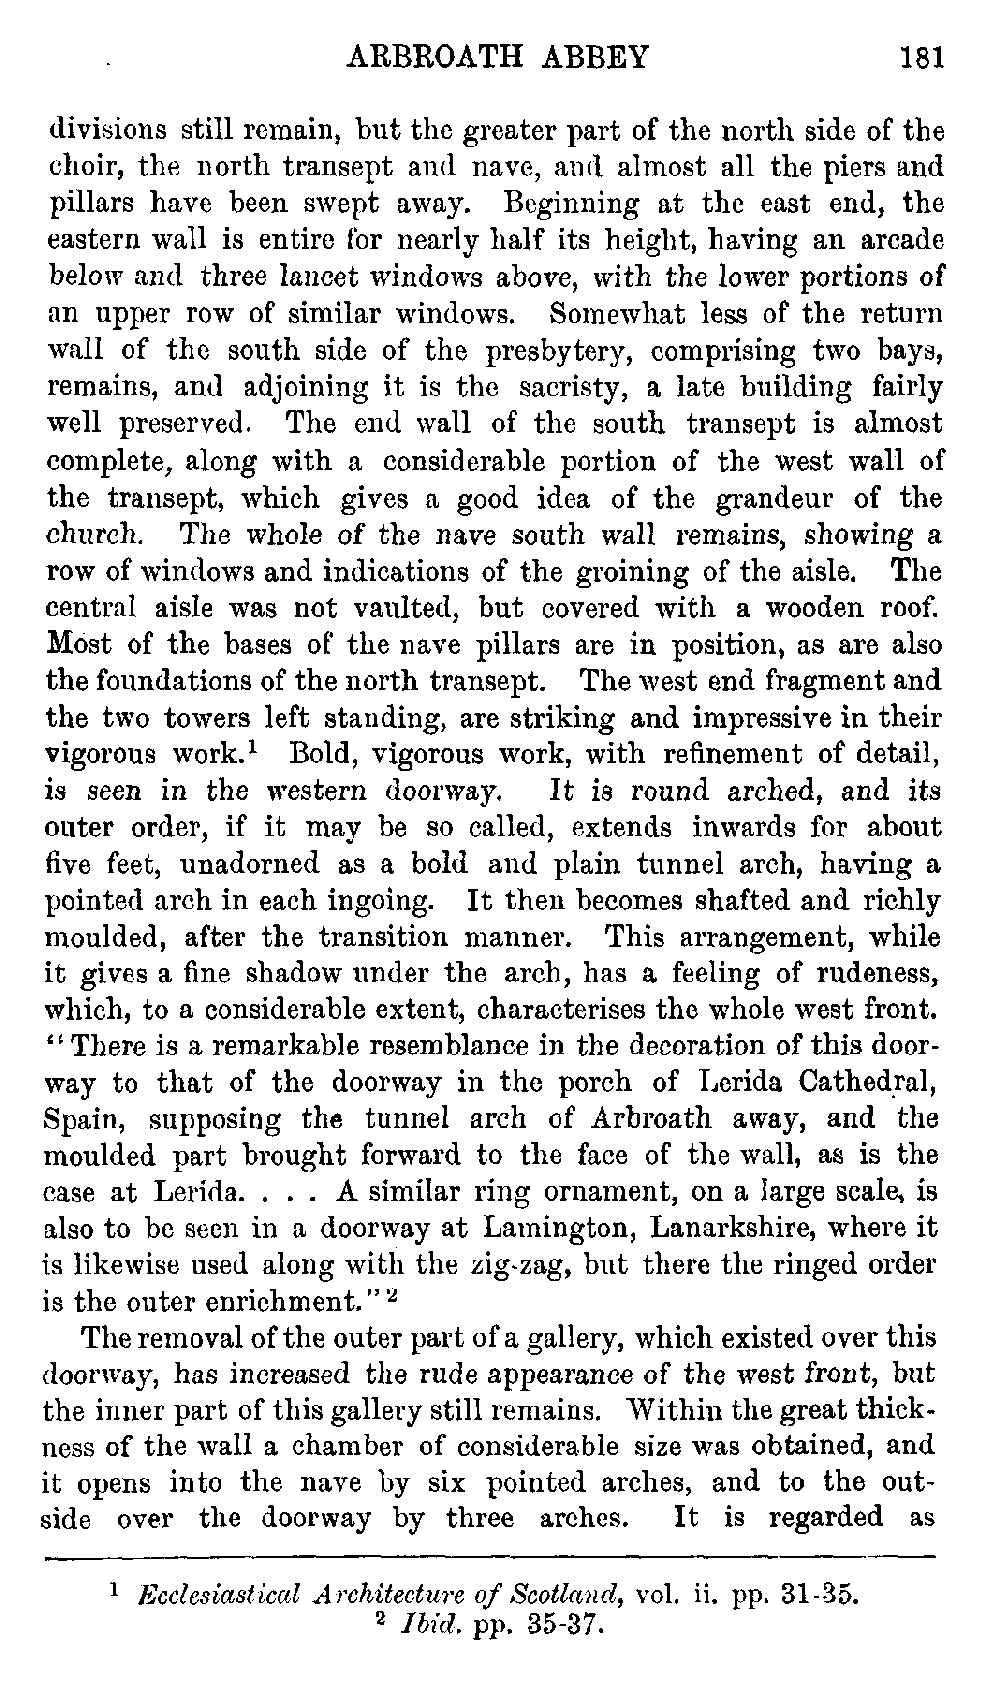 ARBROATH ABBEY 181
divisions still remain, but the greater part of the north side of the
choir, the north transept and nave, and almost all the piers and
pillars have been swept away. Beginning at the east end, the
eastern wall is entire for nearly half its height, having an arcade
below and three lancet windows above, with the lower portions of
an upper row of similar windows. Somewhat less of the return
wall of the south side of the presbytery, comprising two bays,
remains, and adjoining it is the sacristy, a late building fairly
well preserved. The end wall of the south transept is almost
complete, along with a considerable portion of the west wall of
the transept, which gives a good idea of the grandeur of the
church. The whole of the nave south wall remains, showing a
row of windows and indications of the groining of the aisle. The
central aisle was not vaulted, but covered with a wooden roof.
Most of the bases of the nave pillars are in position, as are also
the foundations of the north transept. The west end fragment and
the two towers left standing, are striking and impressive in their
vigorous work.¹ Bold, vigorous work, with refinement of detail,
is seen in the western doorway. It is round arched, and its
outer order, if it may be so called, extends inwards for about
five feet, unadorned as a bold and plain tunnel arch, having a
pointed arch in each ingoing. It then becomes shafted and richly
moulded, after the transition manner. This arrangement, while
it gives a fine shadow under the arch, has a feeling of rudeness,
which, to a considerable extent, characterises the whole west front.
"There is a remarkable resemblance in the decoration of this door-
way to that of the doorway in the porch of Lerida Cathedral,
Spain, supposing the tunnel arch of Arbroath away, and the
moulded part brought forward to the face of the wall, as is the
case at Lerida. . . . A similar ring ornament, on a large scale, is
also to be seen in a doorway at Lamington, Lanarkshire, where it
is likewise used along with the zig-zag, but there the ringed order
is the outer enrichment."²
The removal of the outer part of a gallery, which existed over this
doorway, has increased the rude appearance of the west front, but
the inner part of this gallery still remains. Within the great thick-
ness of the wall a chamber of considerable size was obtained, and
it opens into the nave by six pointed arches, and to the out-
side over the doorway by three arches. It is regarded as
¹ Ecclesiastical Architecture of Scotland, vol. ii. pp. 31-35.
² Ibid. pp. 35-37.